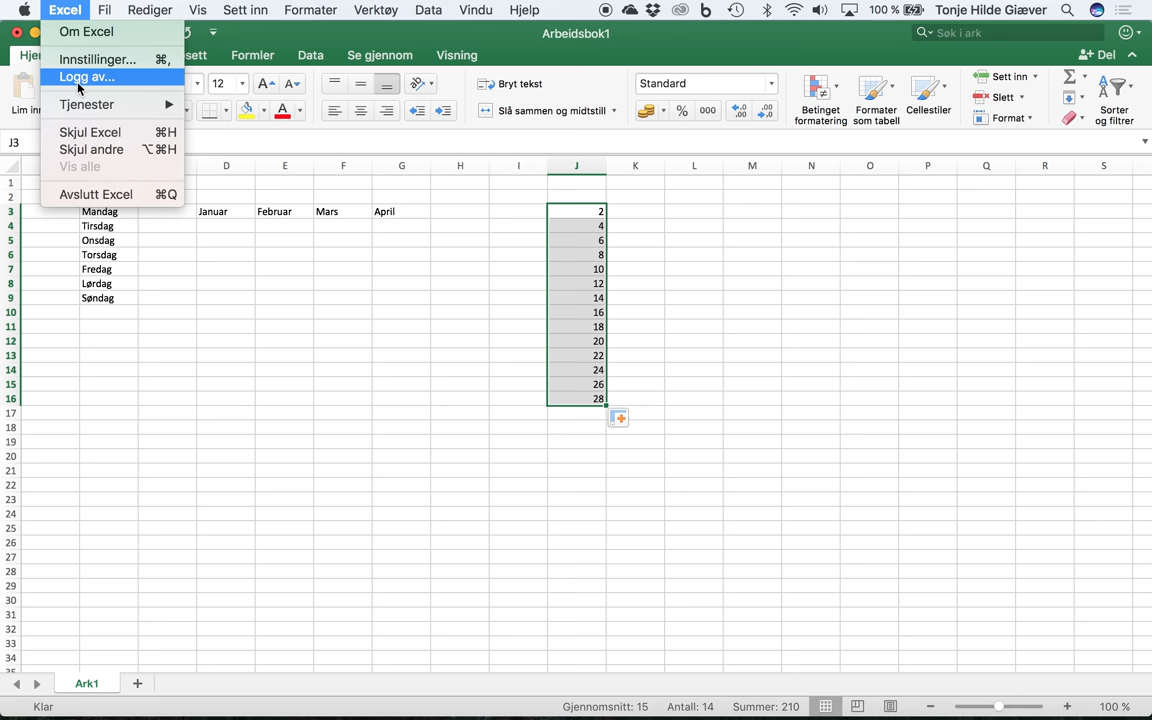 Excel Fil Rediger Vis Sett inn Formater Verktøy Data Vindu Hjelp 100 % Tonje Hilde Giæver
Om Excel
Innstillinger... ⌘,
Logg av...
Tjenester
Skjul Excel ⌘H
Skjul andre ⌥⌘H
Vis alle
Avslutt Excel ⌘Q
Arbeidsbok1
Søk i ark
Hjem
sett Formler Data Se gjennom Visning
Del
Lim inn
12
Bryt tekst
Slå sammen og midtstill
Standard
% 000
Betinget formatering
Formater som tabell
Cellestiler
Sett inn
Slett
Format
Sorter og filtrer
J3
D E F G H I J K L M N O P Q R S
1
2
3 Mandag Januar Februar Mars April 2
4 Tirsdag 4
5 Onsdag 6
6 Torsdag 8
7 Fredag 10
8 Lørdag 12
9 Søndag 14
10 16
11 18
12 20
13 22
14 24
15 26
16 28
17
18
19
20
21
22
23
24
25
26
27
28
29
30
31
32
33
34
35
Ark1 +
Klar Gjennomsnitt: 15 Antall: 14 Summer: 210 100 %